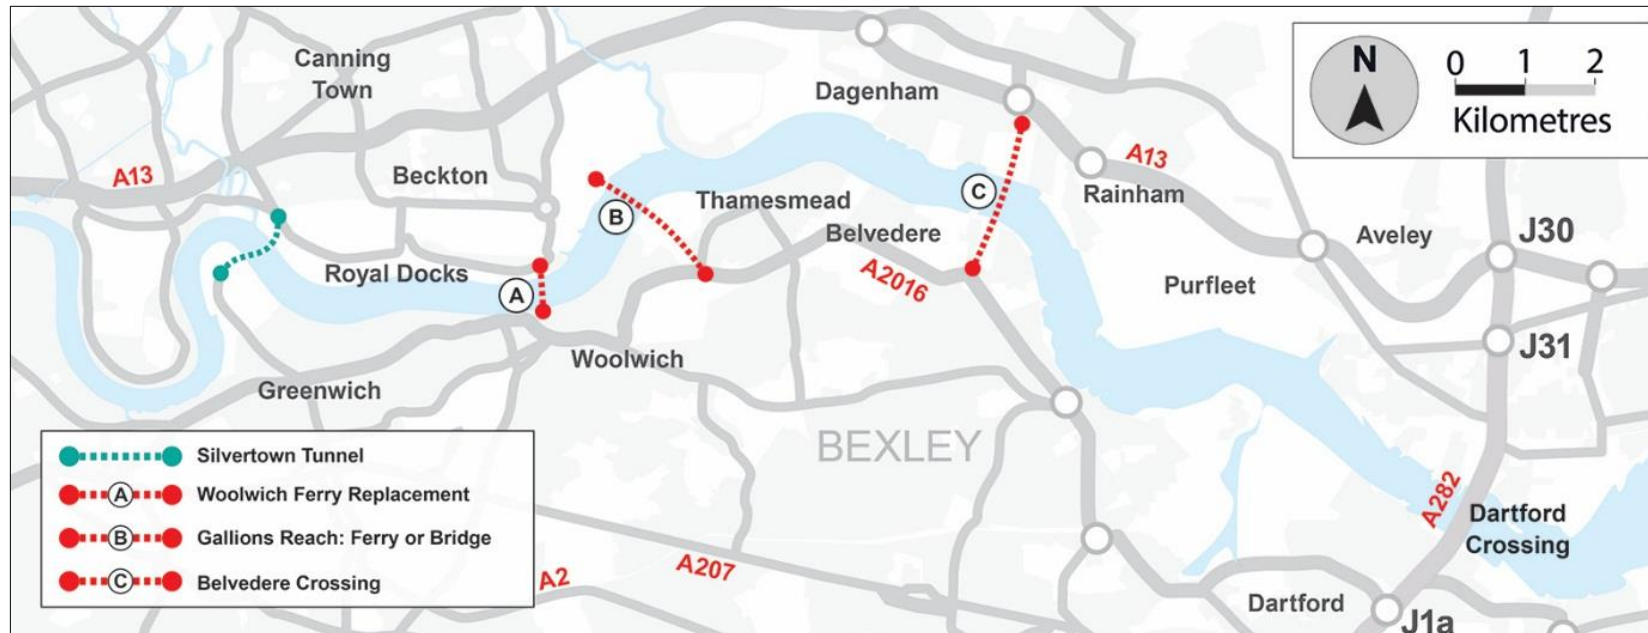 Canning
Town
N
0 1 2
Kilometres
Dagenham
A13
Beckton
A13
Rainham
Thamesmead
C
B
Belvedere
Aveley
J30
Royal Docks
A2016
Purfleet
A
J31
Woolwich
Greenwich
BEXLEY
Silvertown Tunnel
A Woolwich Ferry Replacement
B Gallions Reach: Ferry or Bridge
C Belvedere Crossing
A282
Dartford
Crossing
A2
A207
Dartford
J1a